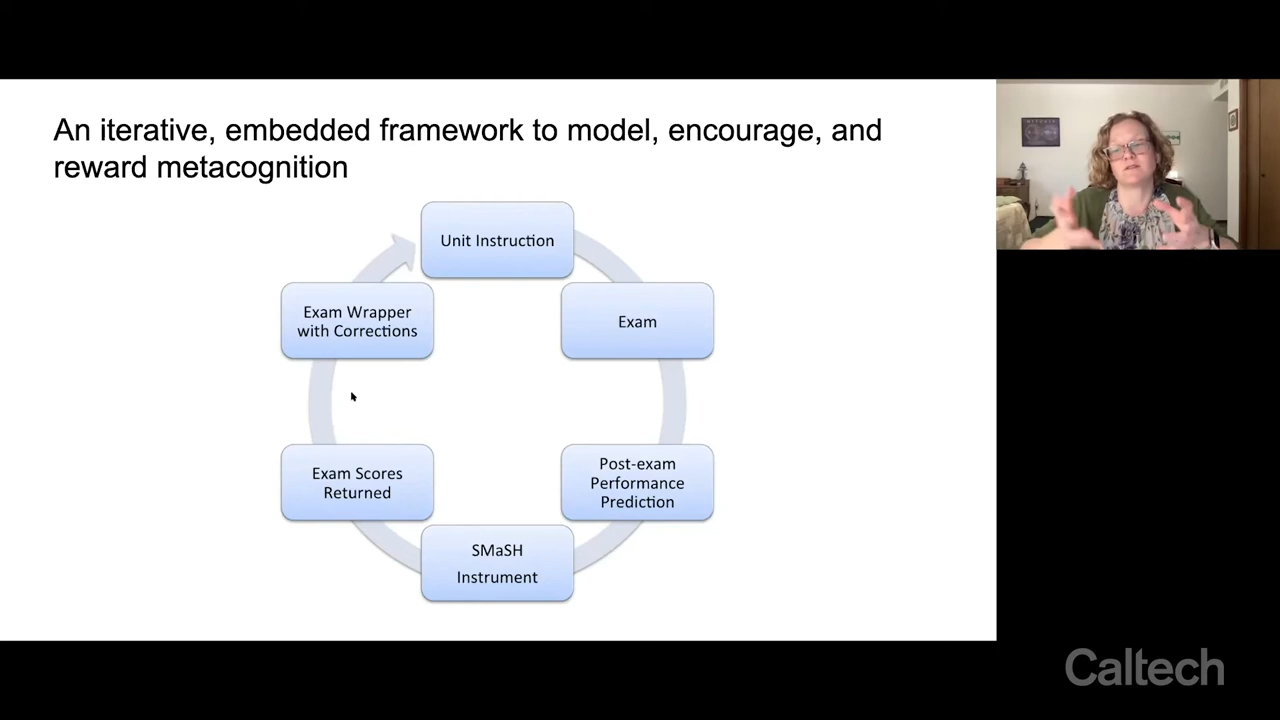 An iterative, embedded framework to model, encourage, and
reward metacognition
Unit Instruction
Exam
Post-exam
Performance
Prediction
SMaSH
Instrument
Exam Scores
Returned
Exam Wrapper
with Corrections
Caltech